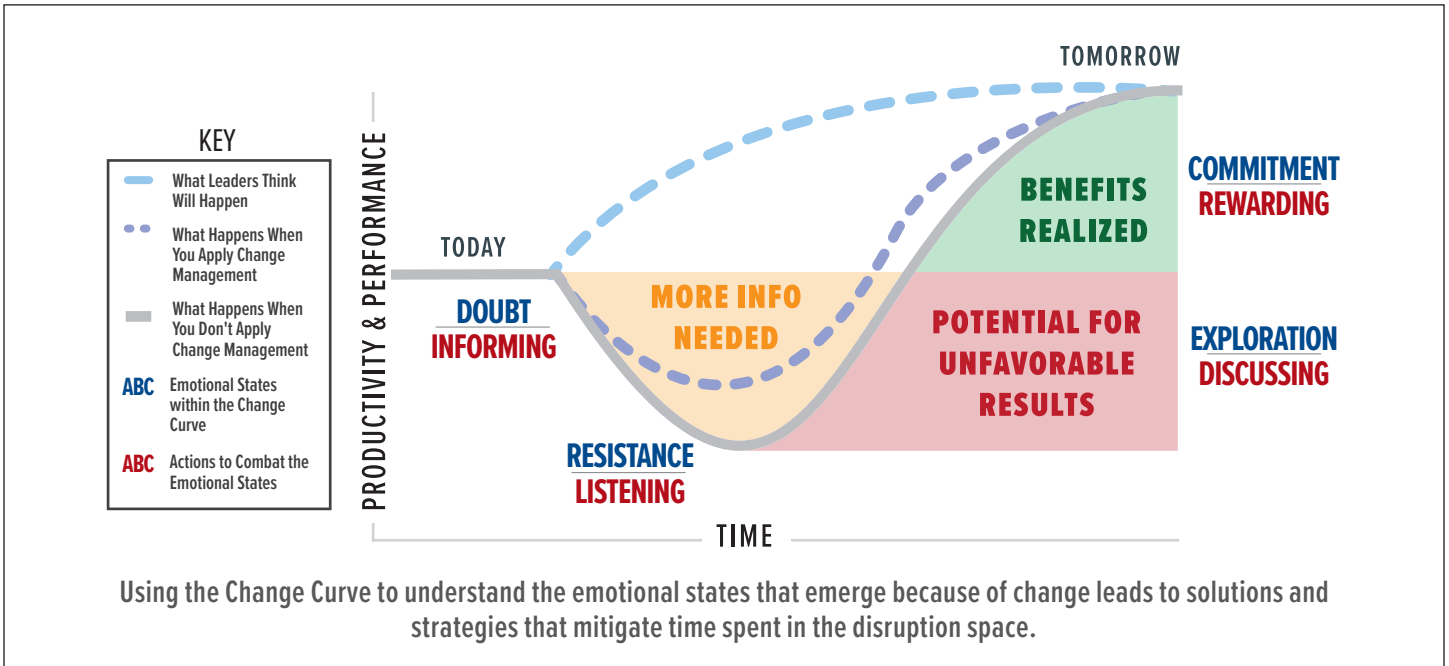 KEY
What Leaders Think
Will Happen
What Happens When
You Apply Change
Management
What Happens When
You Don't Apply
Change Management
ABC Emotional States
within the Change
Curve
ABC Actions to Combat the
Emotional States
PRODUCTIVITY & PERFORMANCE
TODAY
TOMORROW
DOUBT
INFORMING
MORE INFO
NEEDED
RESISTANCE
LISTENING
BENEFITS
REALIZED
POTENTIAL FOR
UNFAVORABLE
RESULTS
COMMITMENT
REWARDING
EXPLORATION
DISCUSSING
TIME
Using the Change Curve to understand the emotional states that emerge because of change leads to solutions and
strategies that mitigate time spent in the disruption space.